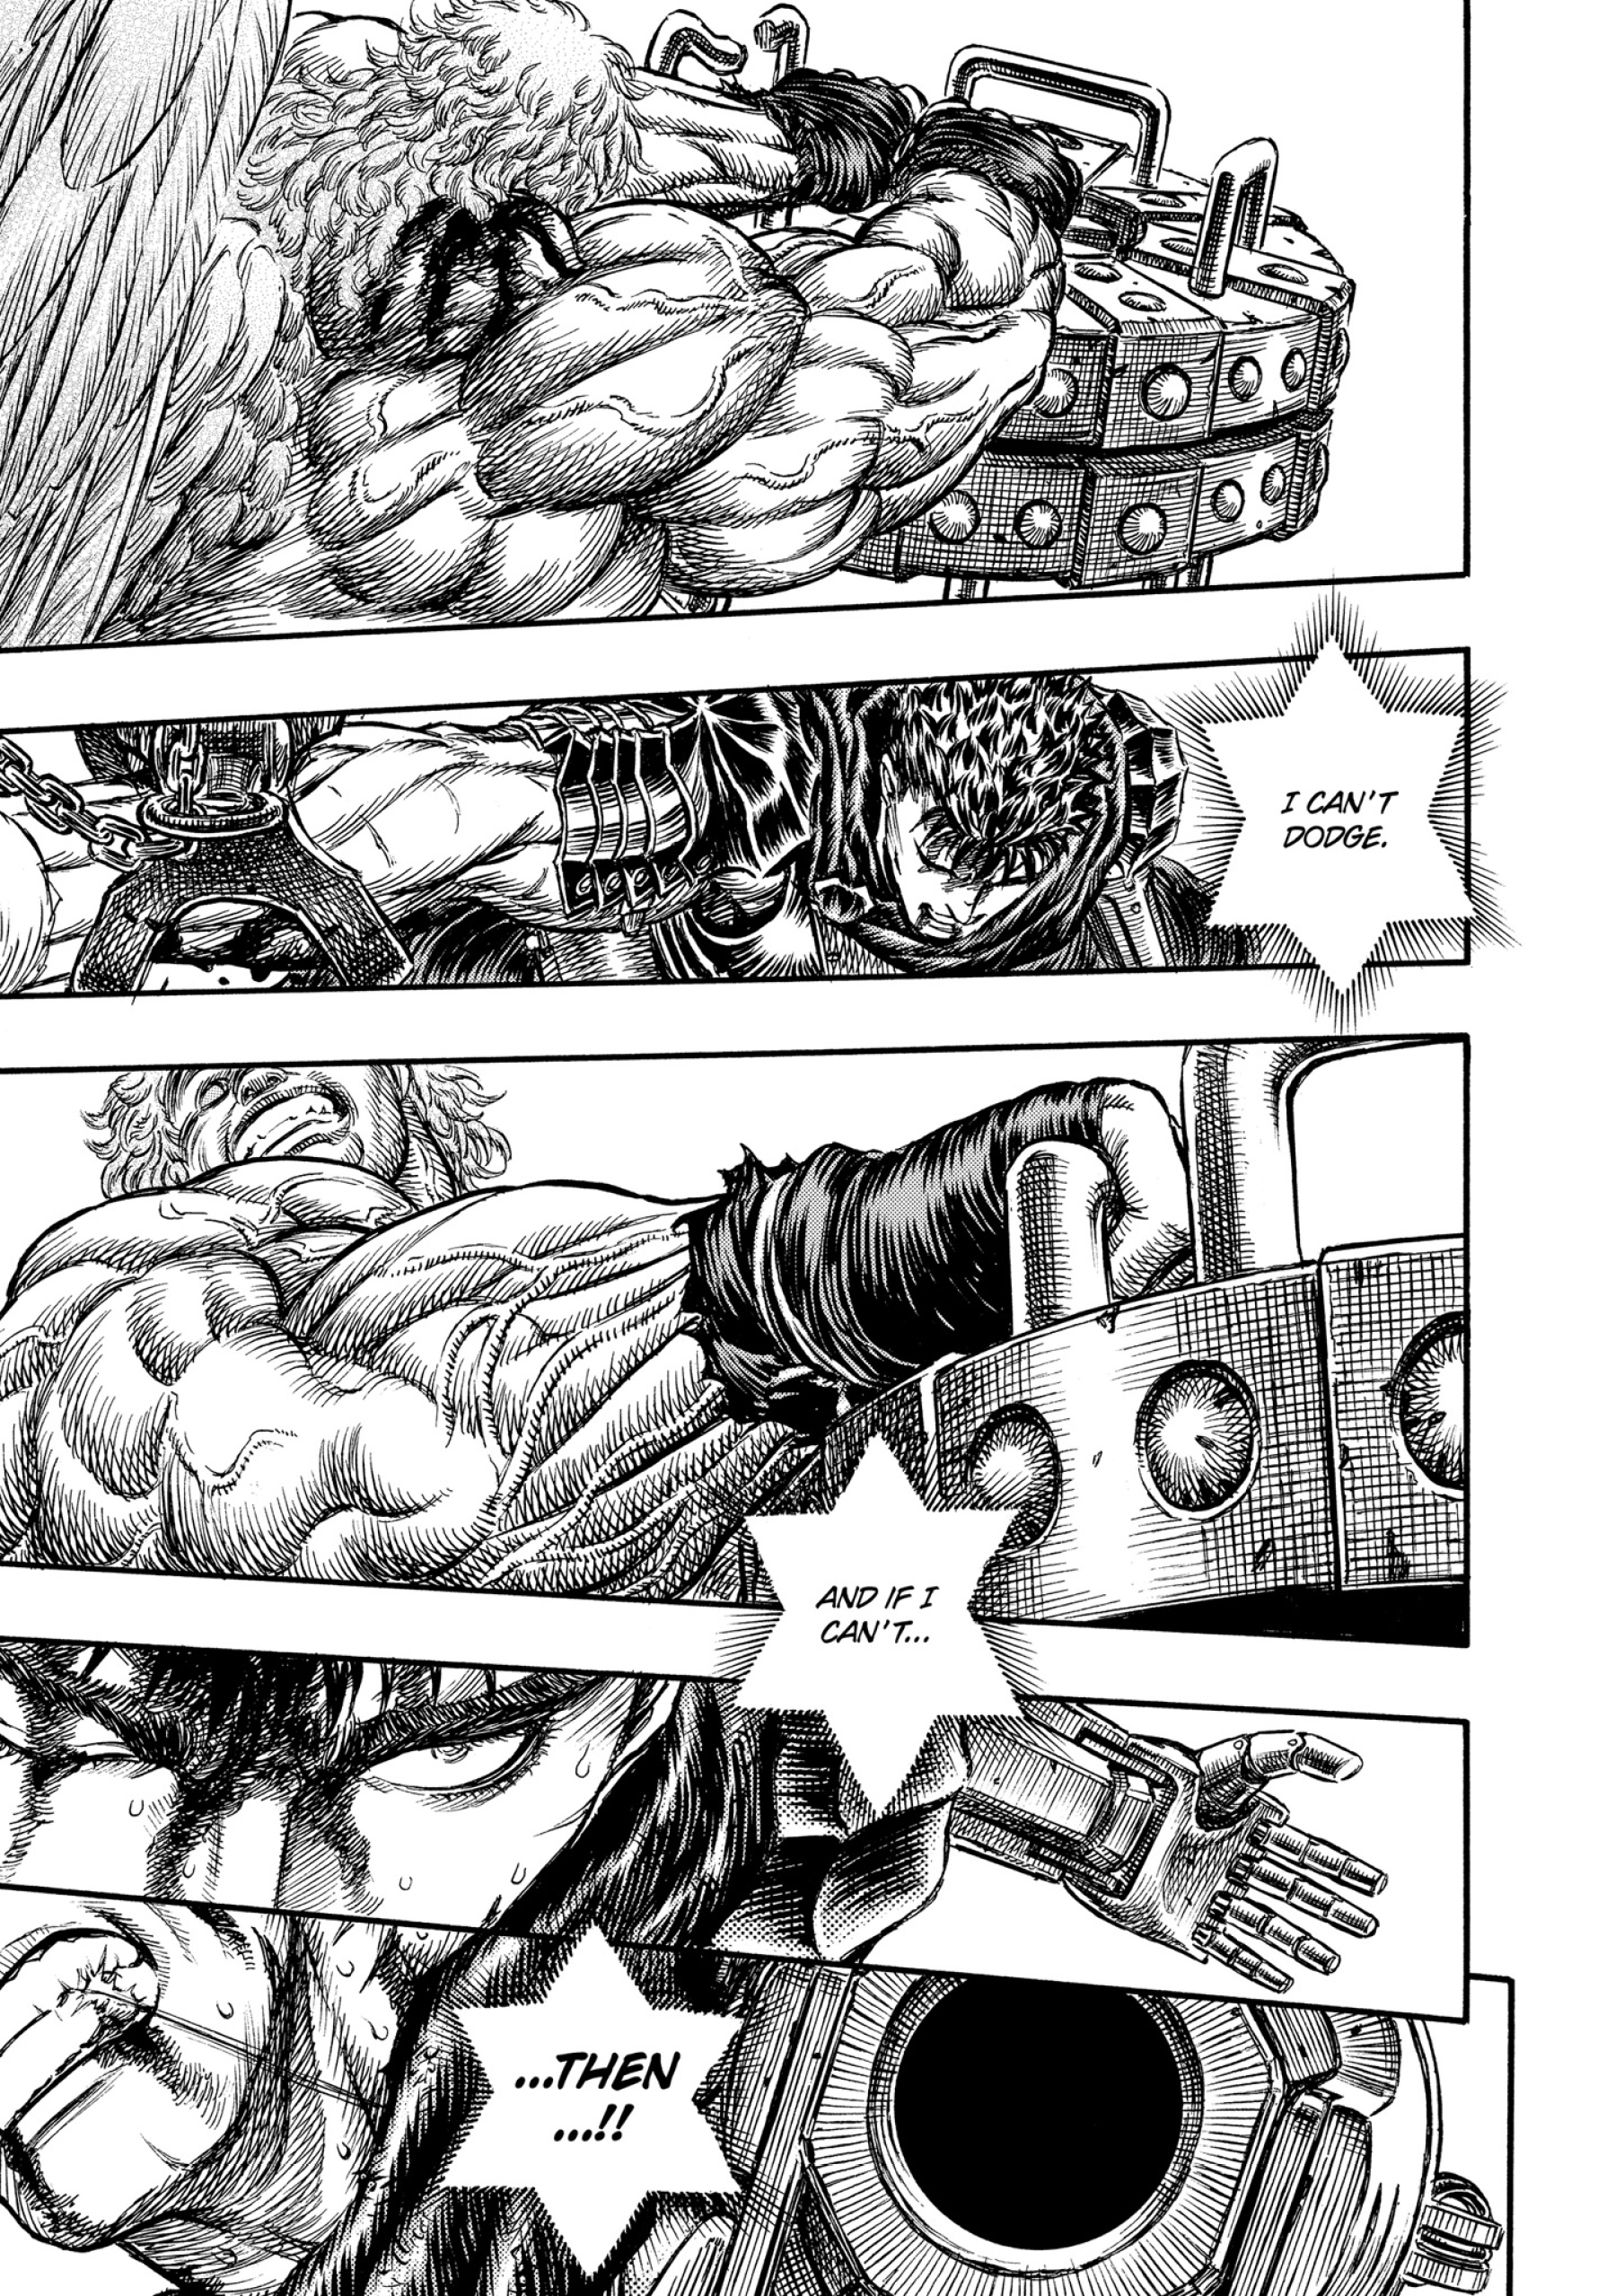 I CAN'T
DODGE.
AND IF I
CAN'T...
...THEN
...!!